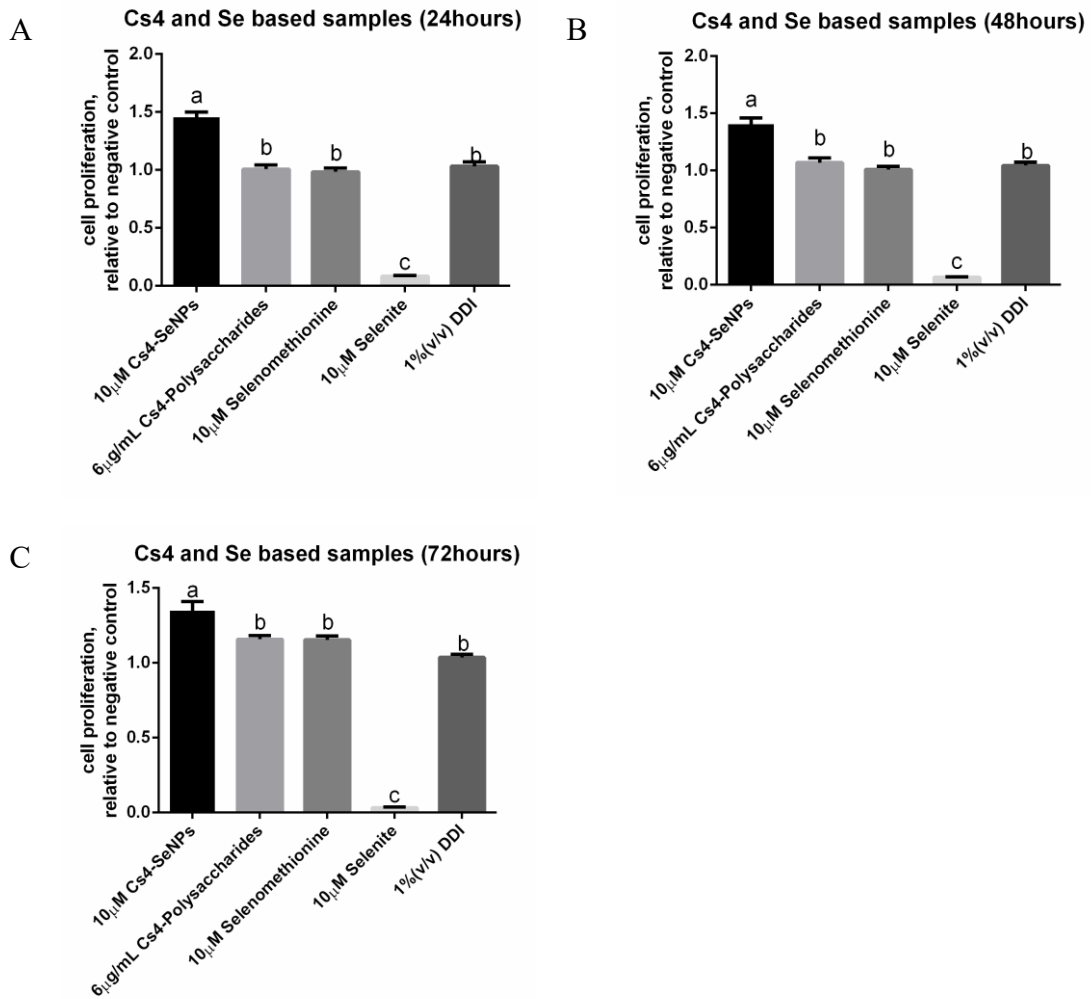 A
Cs4 and Se based samples (24hours)
cell proliferation,
relative to negative control
2.0
1.5
1.0
0.5
0.0
a
b
b
c
b
10μM Cs4-SeNPs
6μg/mL Cs4-Polysaccharides
10μM Selenomethionine
10μM Selenite
1%(v/v) DDI
B
Cs4 and Se based samples (48hours)
cell proliferation,
relative to negative control
2.0
1.5
1.0
0.5
0.0
a
b
b
c
b
10μM Cs4-SeNPs
6μg/mL Cs4-Polysaccharides
10μM Selenomethionine
10μM Selenite
1%(v/v) DDI
C
Cs4 and Se based samples (72hours)
cell proliferation,
relative to negative control
1.5
1.0
0.5
0.0
a
b
b
c
b
10μM Cs4-SeNPs
6μg/mL Cs4-Polysaccharides
10μM Selenomethionine
10μM Selenite
1%(v/v) DDI